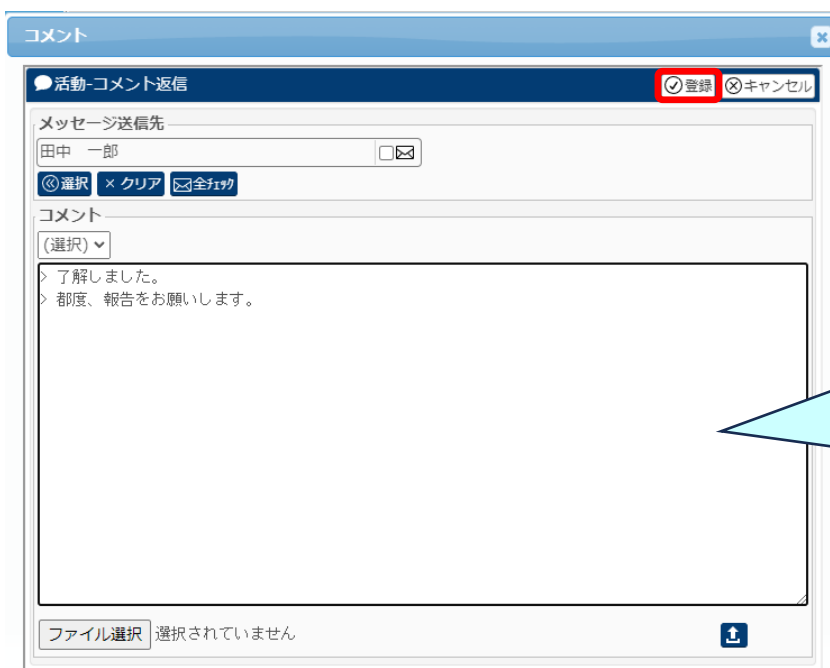 コメント
活動-コメント返信
登録 キャンセル
メッセージ送信先
田中 一郎
選択 × クリア 全ﾁｪｯｸ
コメント
(選択)
> 了解しました。
> 都度、報告をお願いします。
ファイル選択 選択されていません